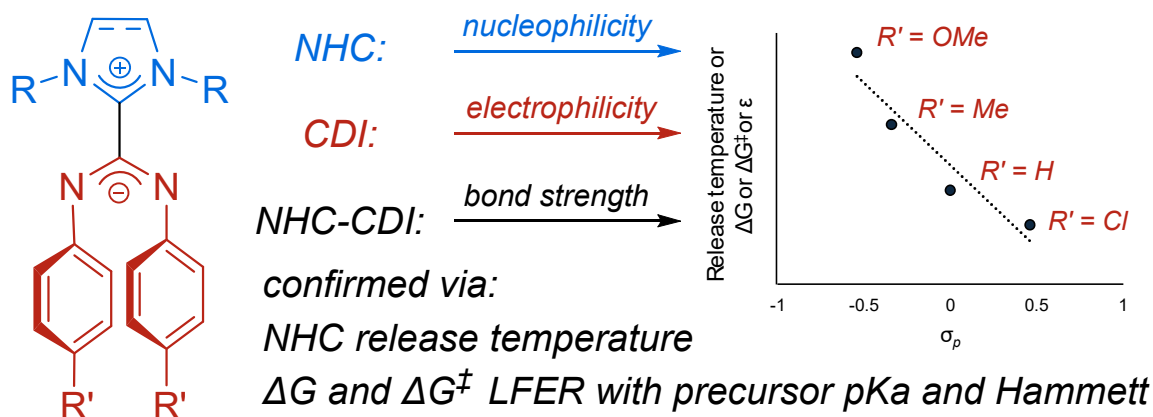 NHC: nucleophilicity
CDI: electrophilicity
NHC-CDI: bond strength
confirmed via:
NHC release temperature
ΔG and ΔG‡ LFER with precursor pKa and Hammett
R N ⊕ N R
N ⊖ N
R' R'
Release temperature or
ΔG or ΔG‡ or ε
R' = OMe
R' = Me
R' = H
R' = Cl
-1 -0.5 0 0.5 1
σp